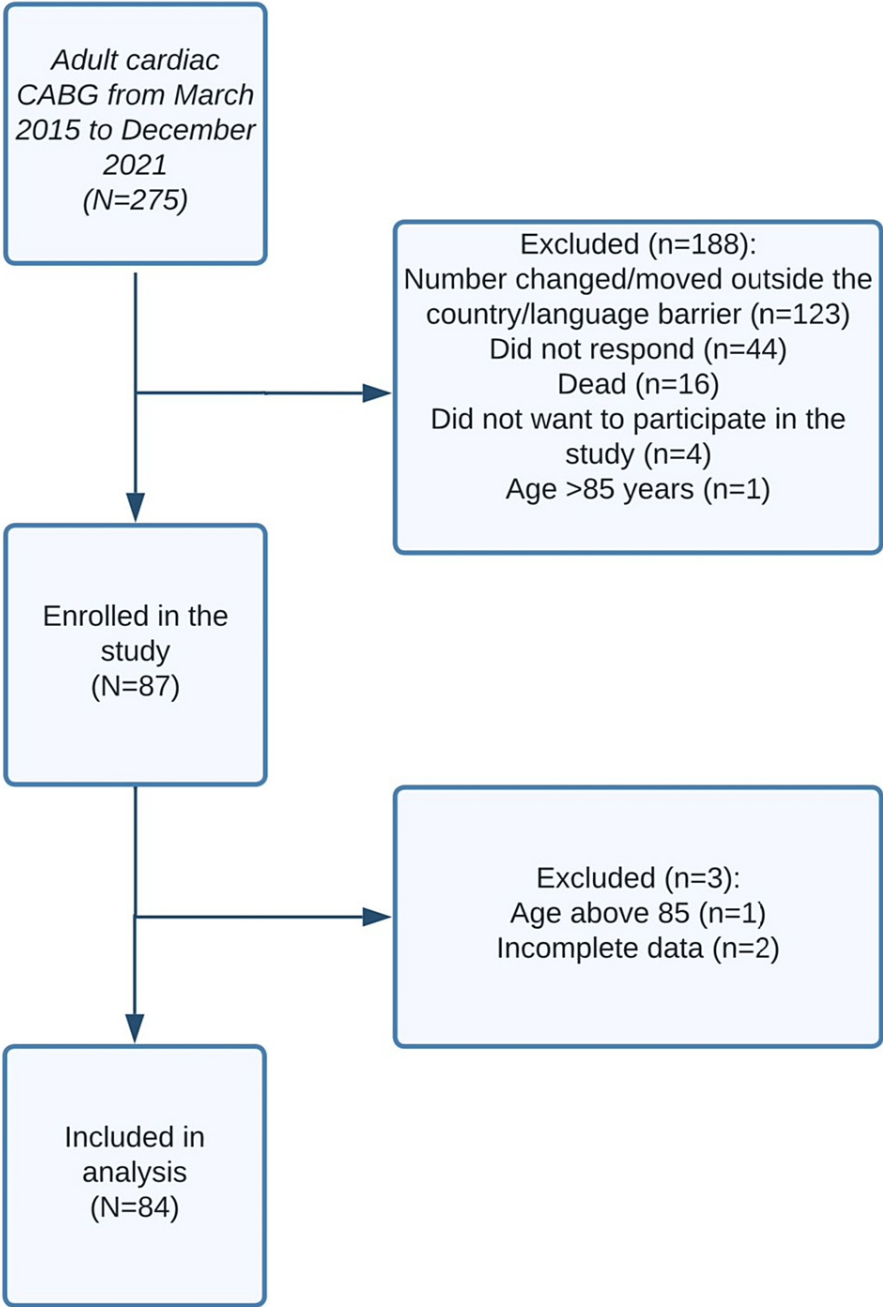 Adult cardiac
CABG from March
2015 to December
2021
(N=275)
Excluded (n=188):
Number changed/moved outside the
country/language barrier (n=123)
Did not respond (n=44)
Dead (n=16)
Did not want to participate in the
study (n=4)
Age >85 years (n=1)
Enrolled in the
study
(N=87)
Excluded (n=3):
Age above 85 (n=1)
Incomplete data (n=2)
Included in
analysis
(N=84)